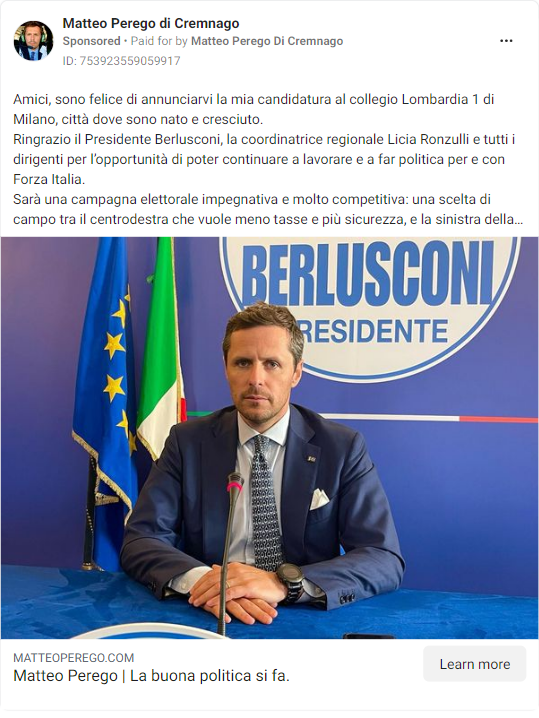 Matteo Perego di Cremnago
Sponsored • Paid for by Matteo Perego Di Cremnago
ID: 753923559059917
Amici, sono felice di annunciarvi la mia candidatura al collegio Lombardia 1 di
Milano, città dove sono nato e cresciuto.
Ringrazio il Presidente Berlusconi, la coordinatrice regionale Licia Ronzulli e tutti i
dirigenti per l’opportunità di poter continuare a lavorare e a far politica per e con
Forza Italia.
Sarà una campagna elettorale impegnativa e molto competitiva: una scelta di
campo tra il centrodestra che vuole meno tasse e più sicurezza, e la sinistra della...
BERLUSCONI
RESIDENTE
MATTEOPEREGO.COM
Matteo Perego | La buona politica si fa.
Learn more